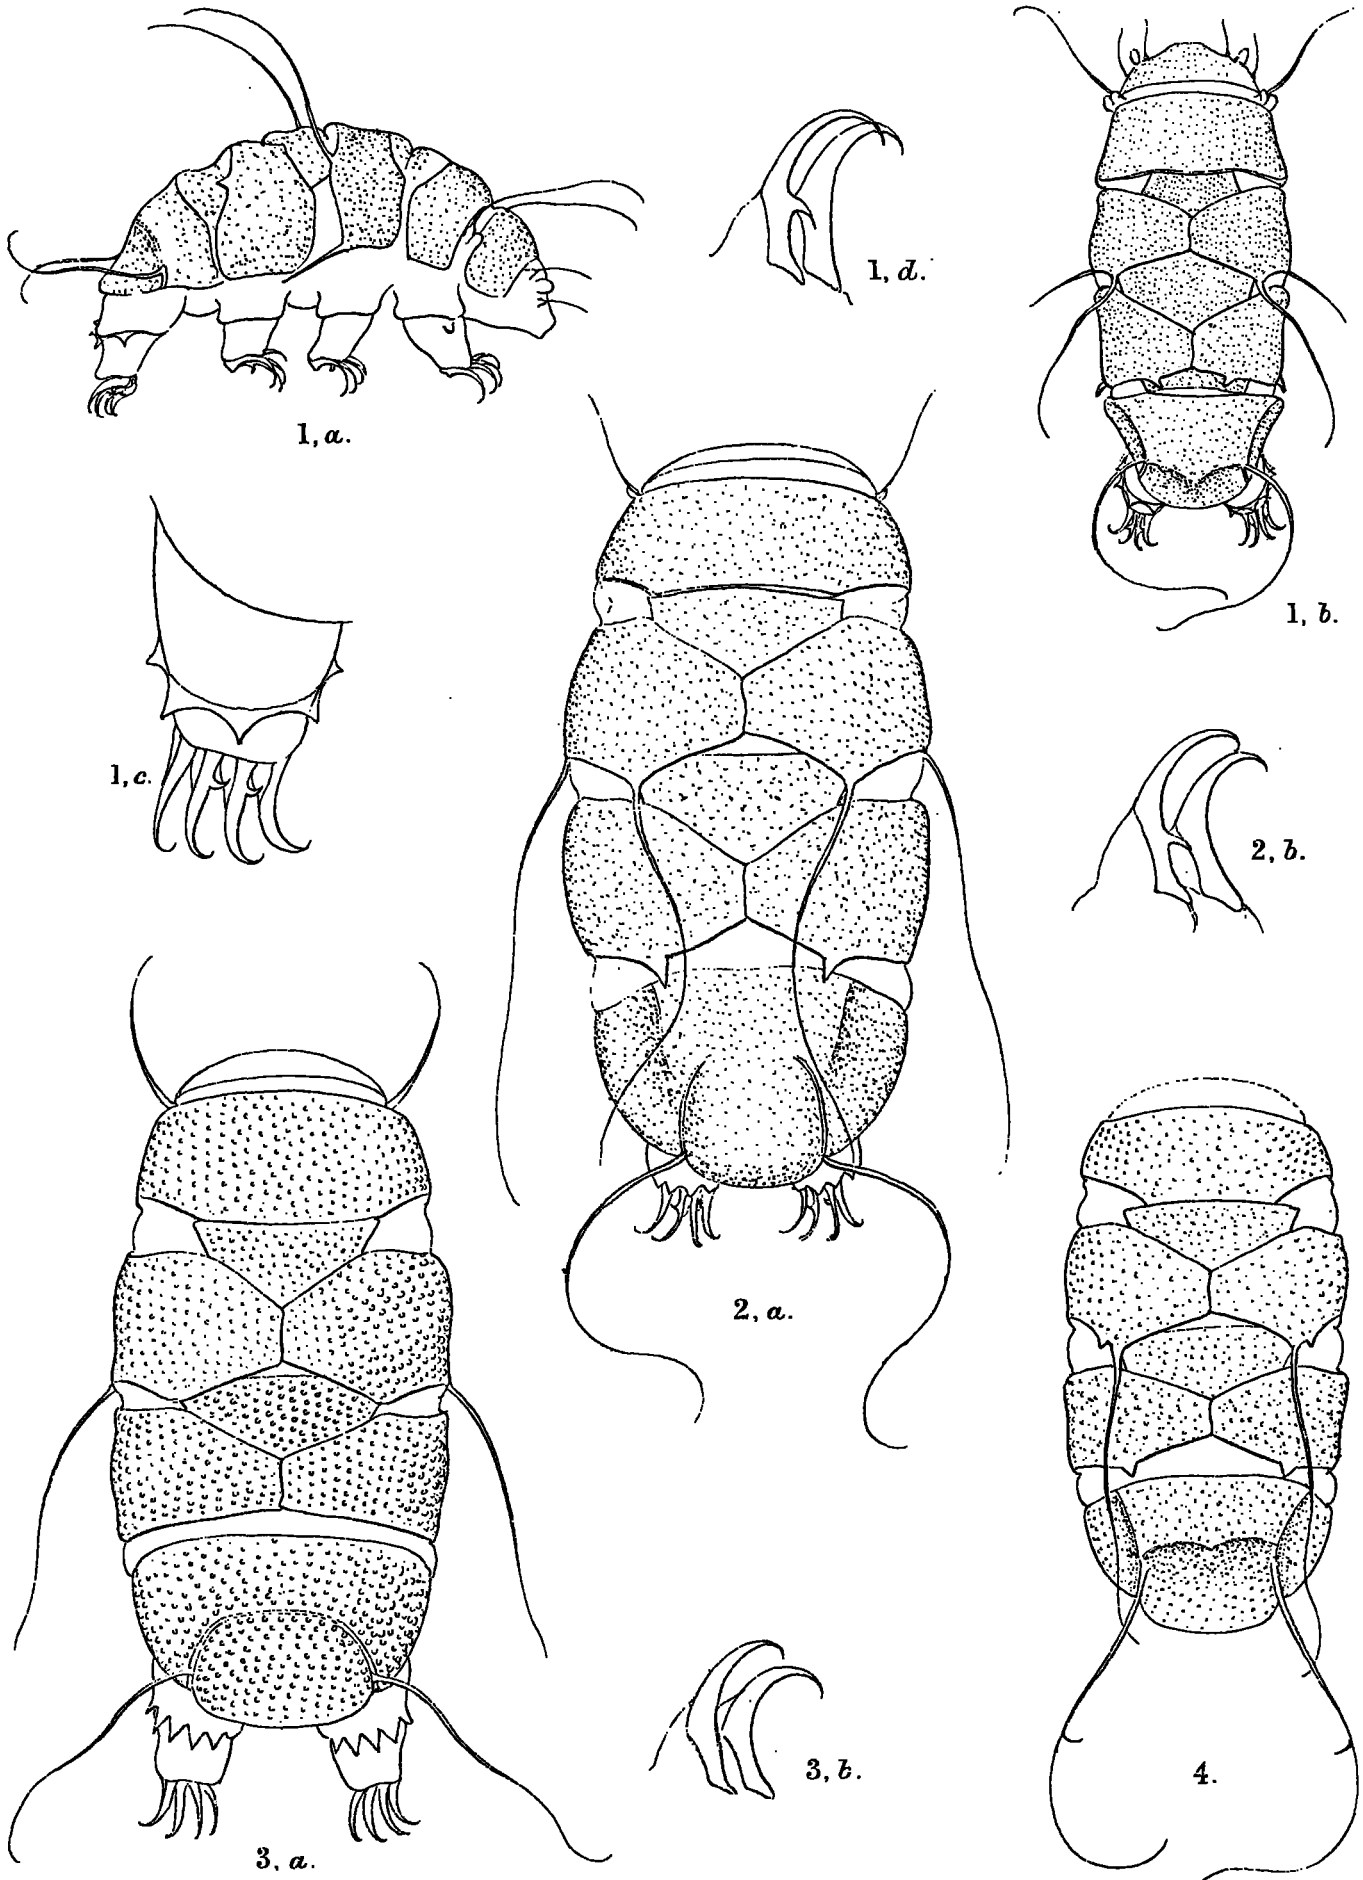 1, d.
1, a.
1, b.
1, c.
2, b.
2, a.
3, b.
4.
3, a.